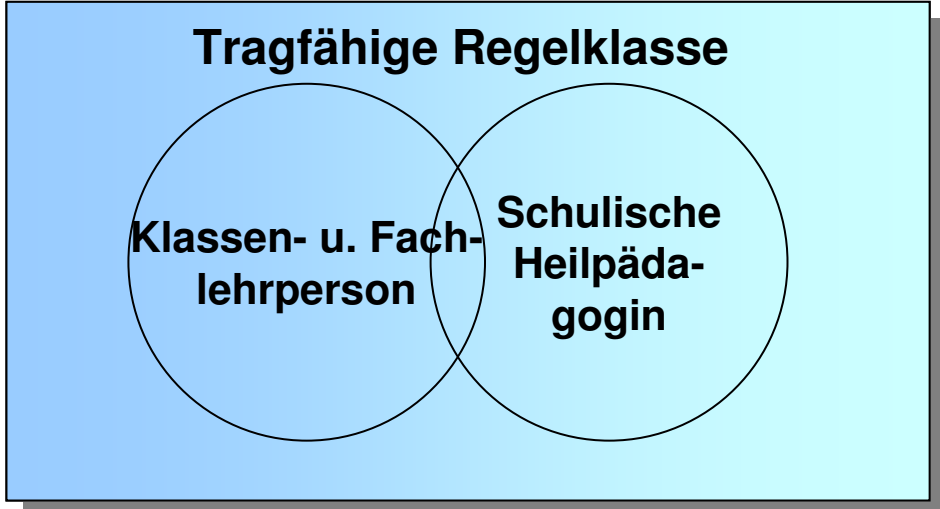 Tragfähige Regelklasse
Klassen- u. Fach-
lehrperson
Schulische
Heilpäda-
gogin